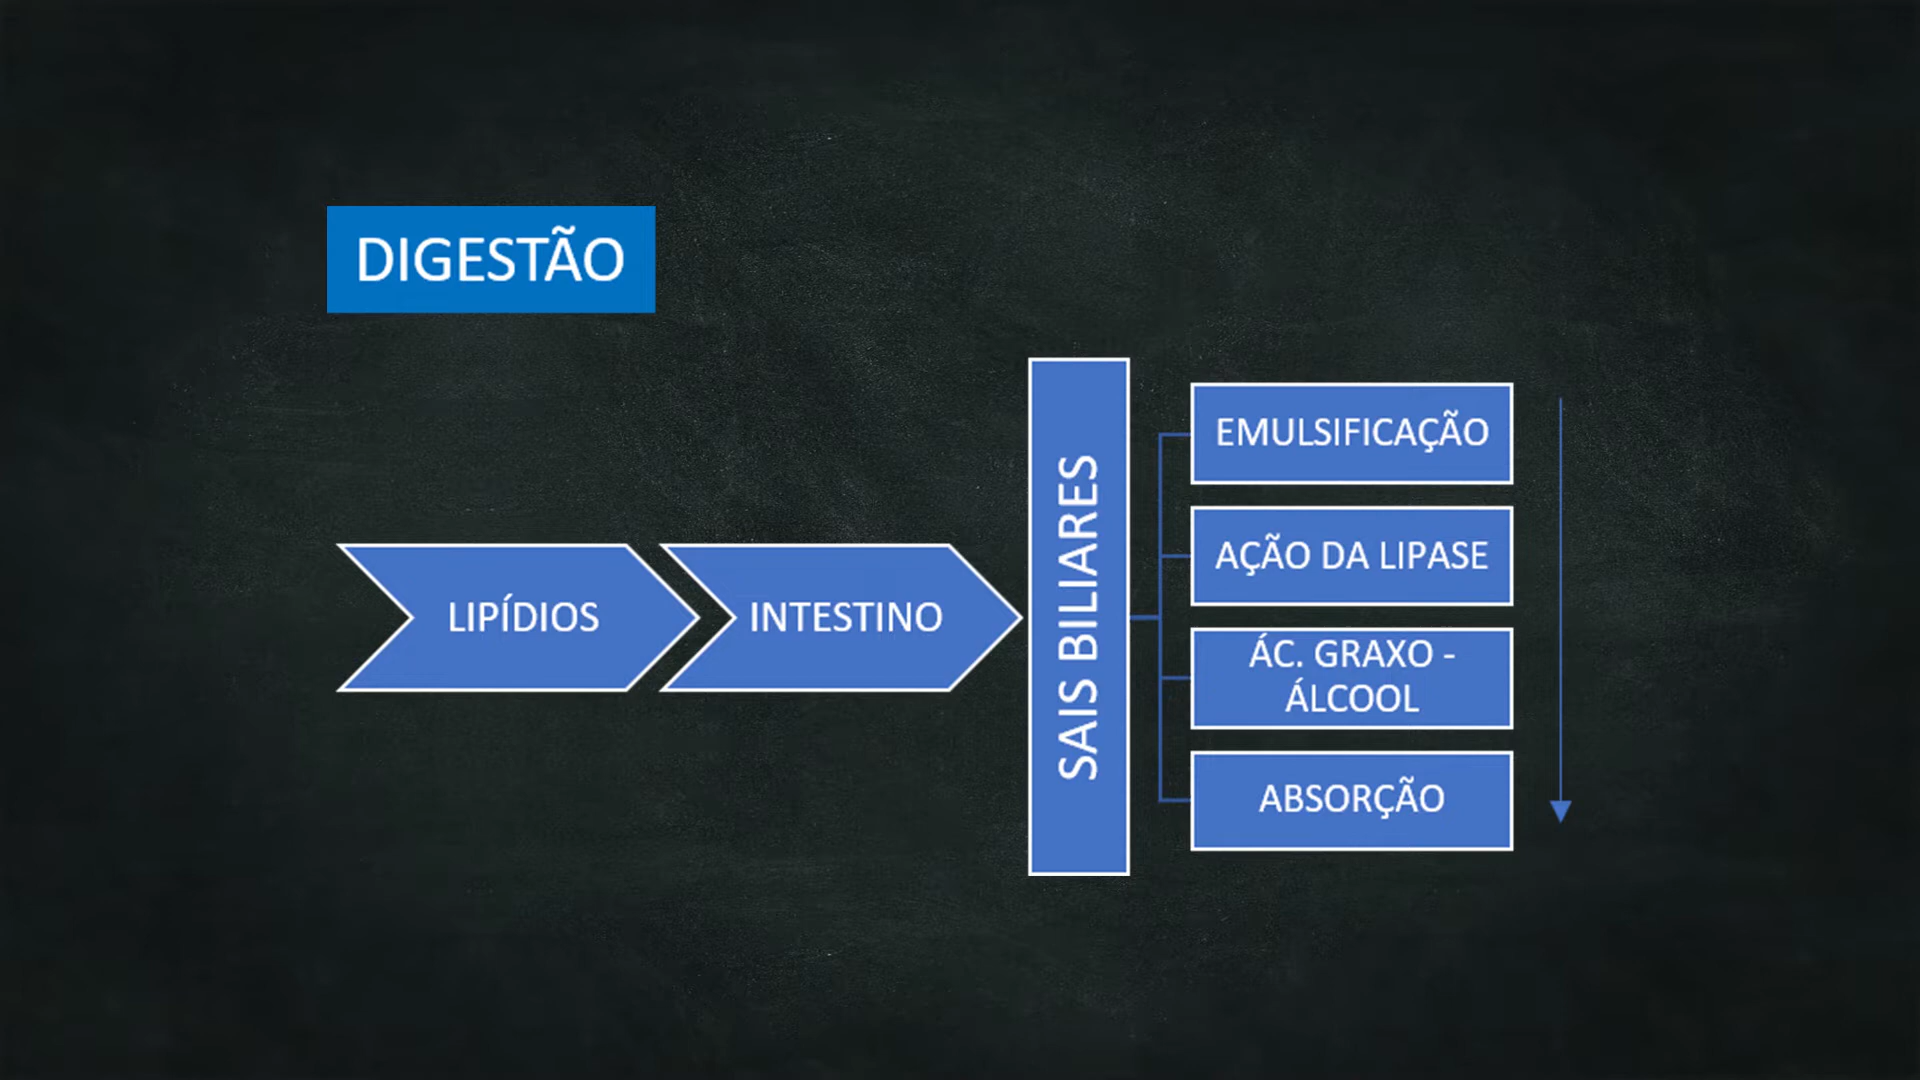 DIGESTÃO
LIPÍDIOS
INTESTINO
SAIS BILIARES
EMULSIFICAÇÃO
AÇÃO DA LIPASE
ÁC. GRAXO -
ÁLCOOL
ABSORÇÃO